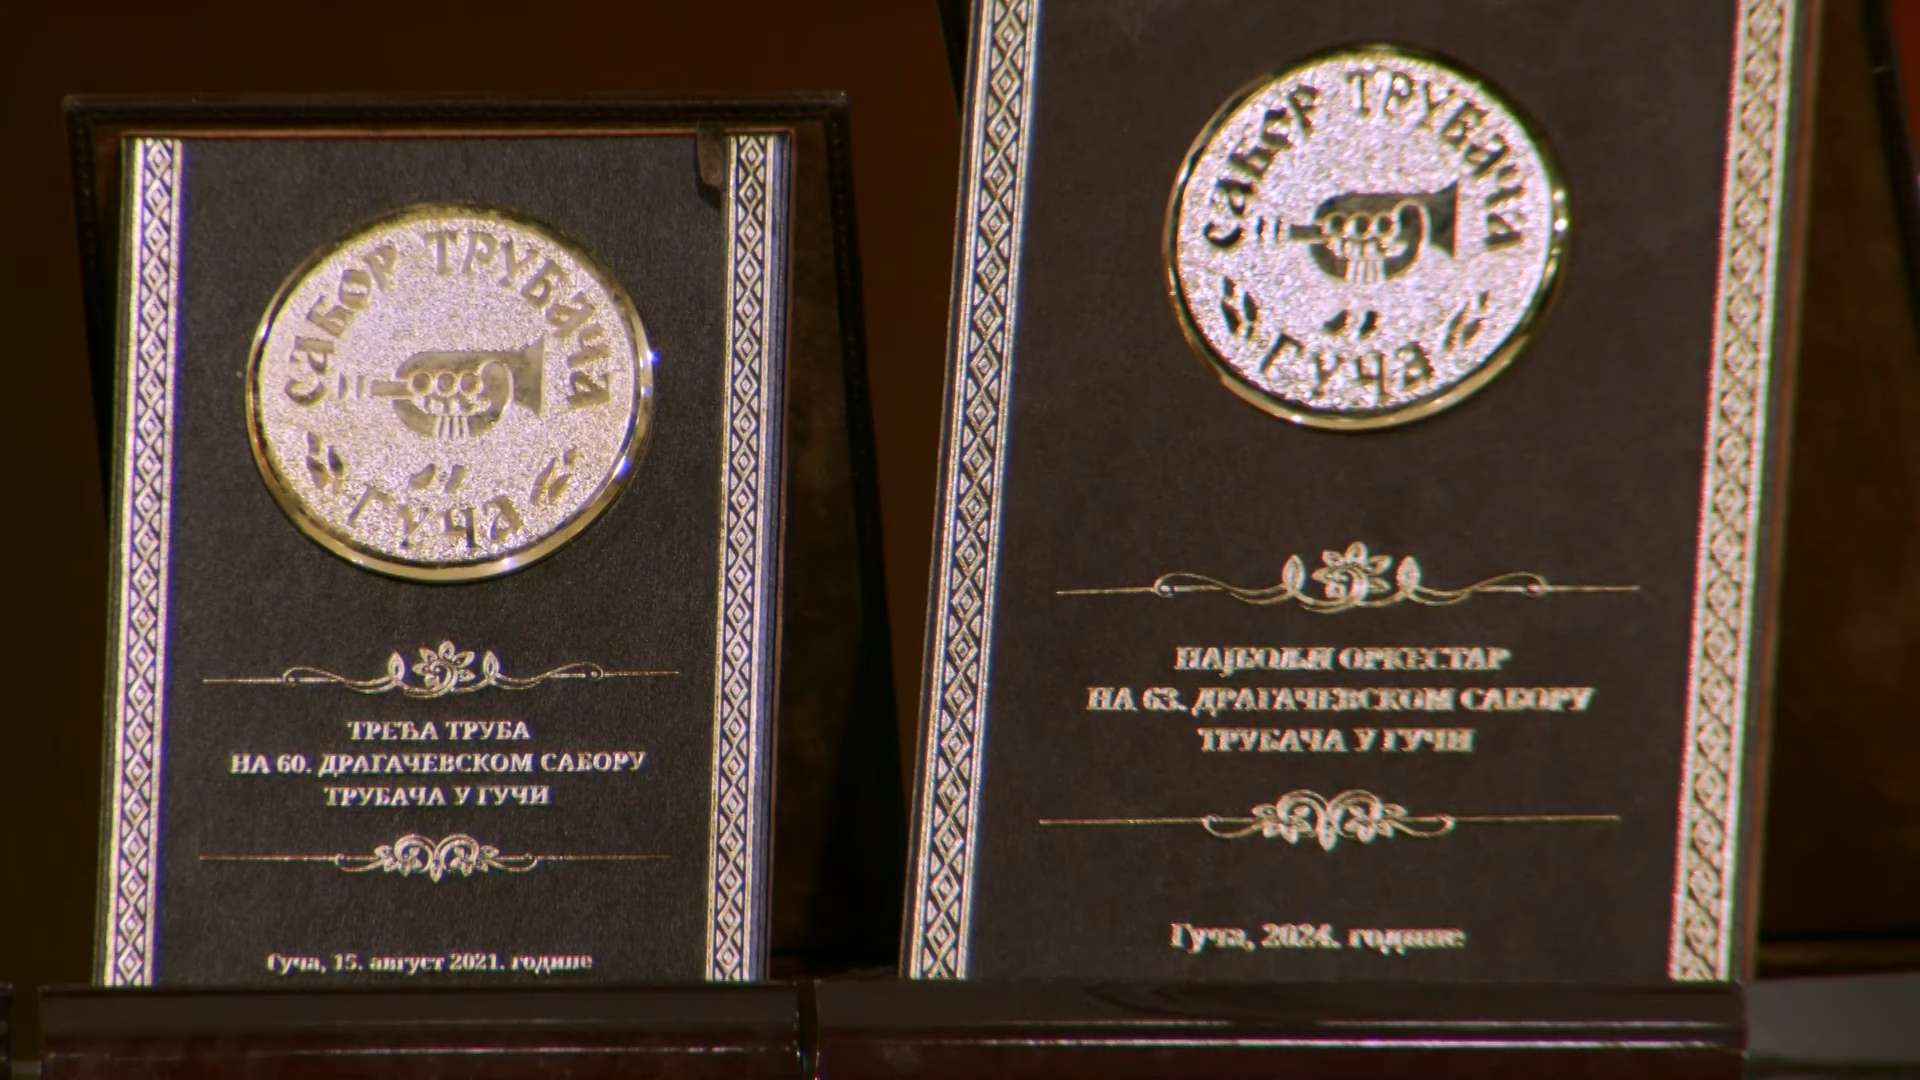 САБОР ТРУБАЧА
ГУЧА
ТРЕЋА ТРУБА
НА 60. ДРАГАЧЕВСКОМ САБОРУ
ТРУБАЧА У ГУЧИ
Гуча, 15. август 2021. године
САБОР ТРУБАЧА
ГУЧА
НАЈБОЉИ ОРКЕСТАР
НА 63. ДРАГАЧЕВСКОМ САБОРУ
ТРУБАЧА У ГУЧИ
Гуча, 2024. године